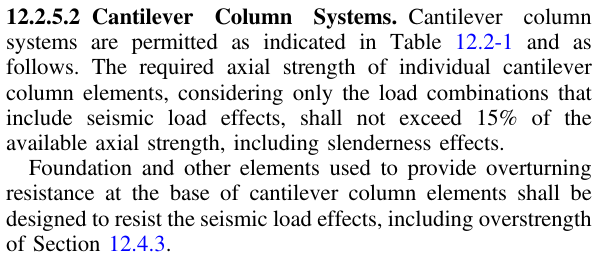 12.2.5.2 Cantilever Column Systems. Cantilever column
systems are permitted as indicated in Table 12.2-1 and as
follows. The required axial strength of individual cantilever
column elements, considering only the load combinations that
include seismic load effects, shall not exceed 15% of the
available axial strength, including slenderness effects.
Foundation and other elements used to provide overturning
resistance at the base of cantilever column elements shall be
designed to resist the seismic load effects, including overstrength
of Section 12.4.3.